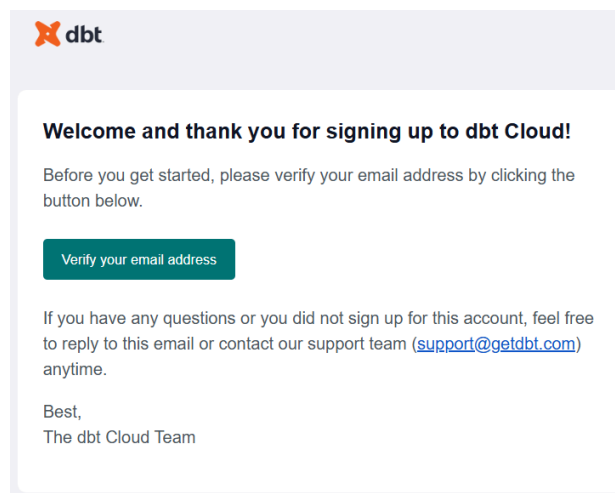 dbt
Welcome and thank you for signing up to dbt Cloud!
Before you get started, please verify your email address by clicking the
button below.
Verify your email address
If you have any questions or you did not sign up for this account, feel free
to reply to this email or contact our support team (support@getdbt.com)
anytime.
Best,
The dbt Cloud Team